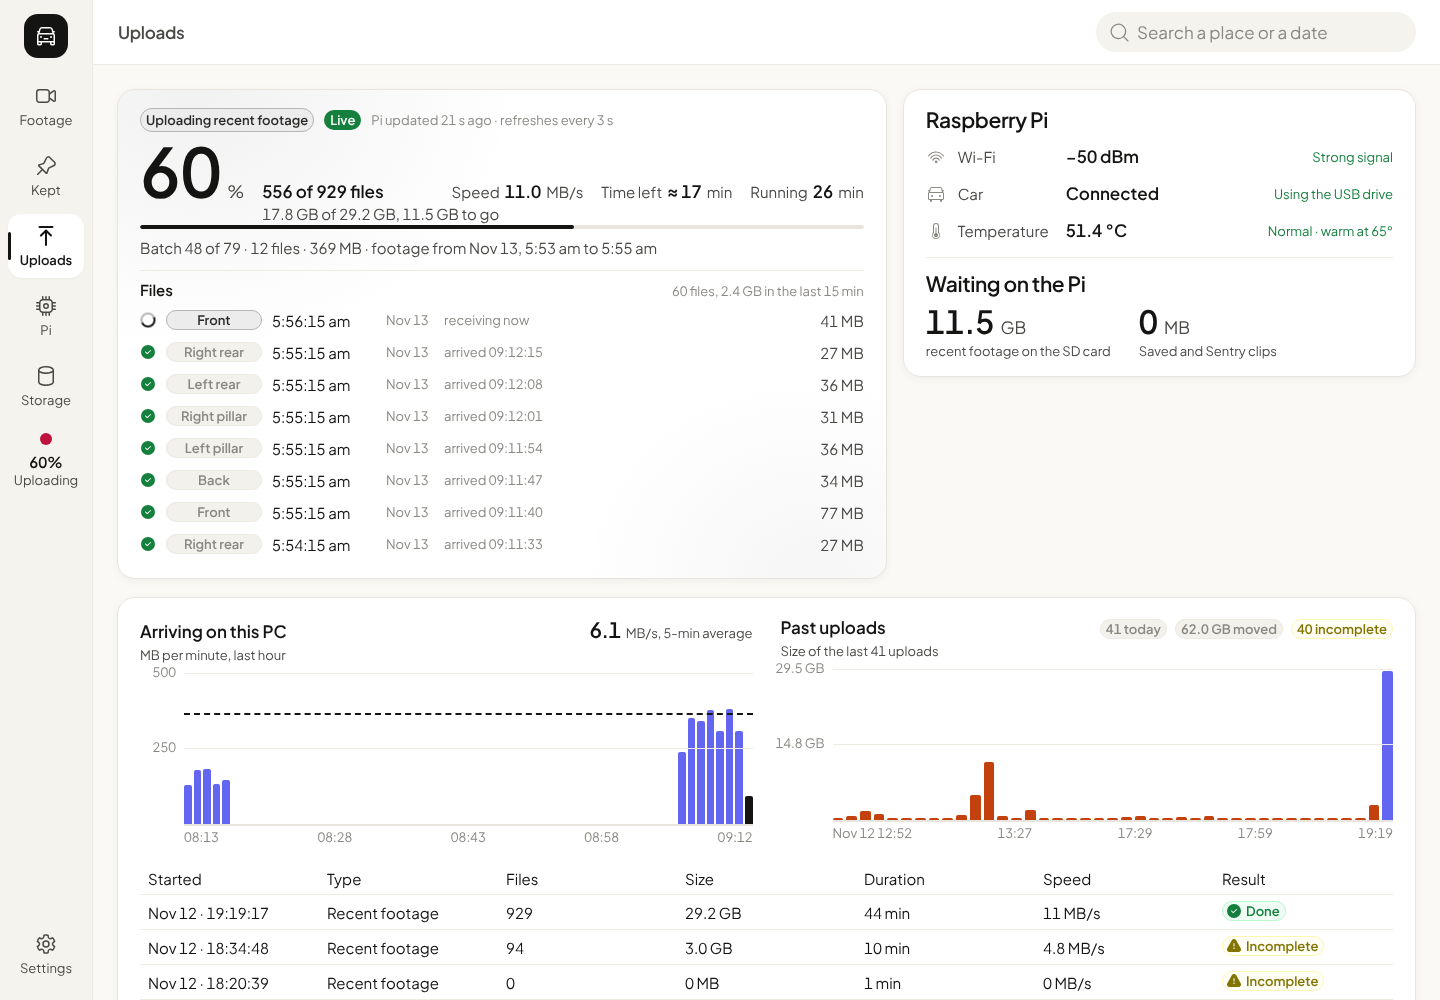 Uploads
Search a place or a date
Footage
Kept
Uploads
Pi
Storage
60%
Uploading
Settings
Uploading recent footage
Live
Pi updated 21 s ago · refreshes every 3 s
60 %
556 of 929 files
Speed 11.0 MB/s
Time left ≈ 17 min
Running 26 min
17.8 GB of 29.2 GB, 11.5 GB to go
Batch 48 of 79 · 12 files · 369 MB · footage from Nov 13, 5:53 am to 5:55 am
Files
60 files, 2.4 GB in the last 15 min
Front 5:56:15 am Nov 13 receiving now 41 MB
Right rear 5:55:15 am Nov 13 arrived 09:12:15 27 MB
Left rear 5:55:15 am Nov 13 arrived 09:12:08 36 MB
Right pillar 5:55:15 am Nov 13 arrived 09:12:01 31 MB
Left pillar 5:55:15 am Nov 13 arrived 09:11:54 36 MB
Back 5:55:15 am Nov 13 arrived 09:11:47 34 MB
Front 5:55:15 am Nov 13 arrived 09:11:40 77 MB
Right rear 5:54:15 am Nov 13 arrived 09:11:33 27 MB
Raspberry Pi
Wi-Fi −50 dBm Strong signal
Car Connected Using the USB drive
Temperature 51.4 °C Normal · warm at 65°
Waiting on the Pi
11.5 GB
recent footage on the SD card
0 MB
Saved and Sentry clips
Arriving on this PC
6.1 MB/s, 5-min average
MB per minute, last hour
500
250
08:13 08:28 08:43 08:58 09:12
Past uploads
41 today
62.0 GB moved
40 incomplete
Size of the last 41 uploads
29.5 GB
14.8 GB
Nov 12 12:52 13:27 17:29 17:59 19:19
Started Type Files Size Duration Speed Result
Nov 12 · 19:19:17 Recent footage 929 29.2 GB 44 min 11 MB/s Done
Nov 12 · 18:34:48 Recent footage 94 3.0 GB 10 min 4.8 MB/s Incomplete
Nov 12 · 18:20:39 Recent footage 0 0 MB 1 min 0 MB/s Incomplete